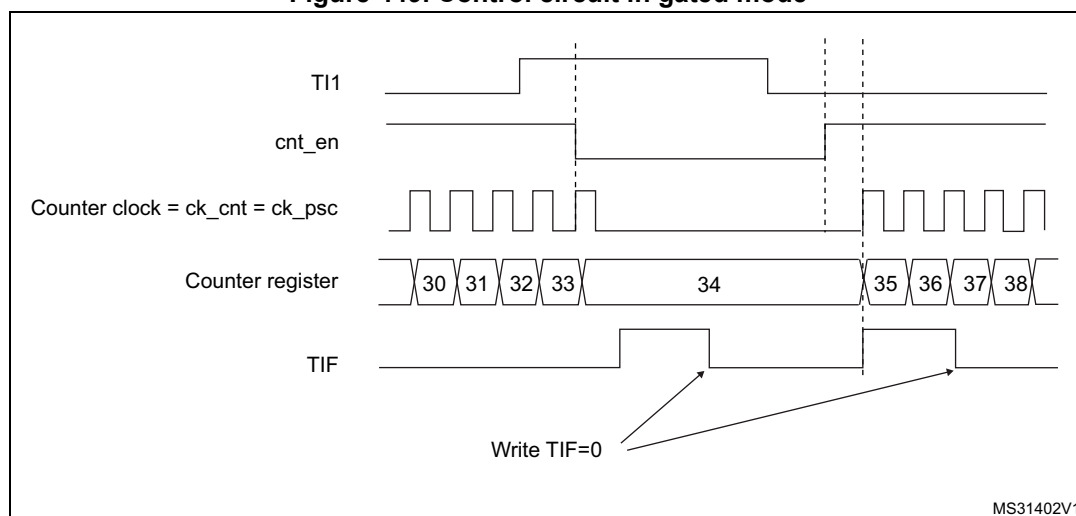 TI1
cnt_en
Counter clock = ck_cnt = ck_psc
Counter register
30 31 32 33 34 35 36 37 38
TIF
Write TIF=0
MS31402V1